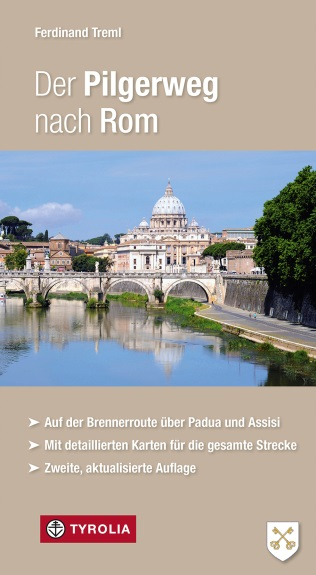 Ferdinand Treml
Der Pilgerweg
nach Rom
➤ Auf der Brennerroute über Padua und Assisi
➤ Mit detaillierten Karten für die gesamte Strecke
➤ Zweite, aktualisierte Auflage
TYROLIA